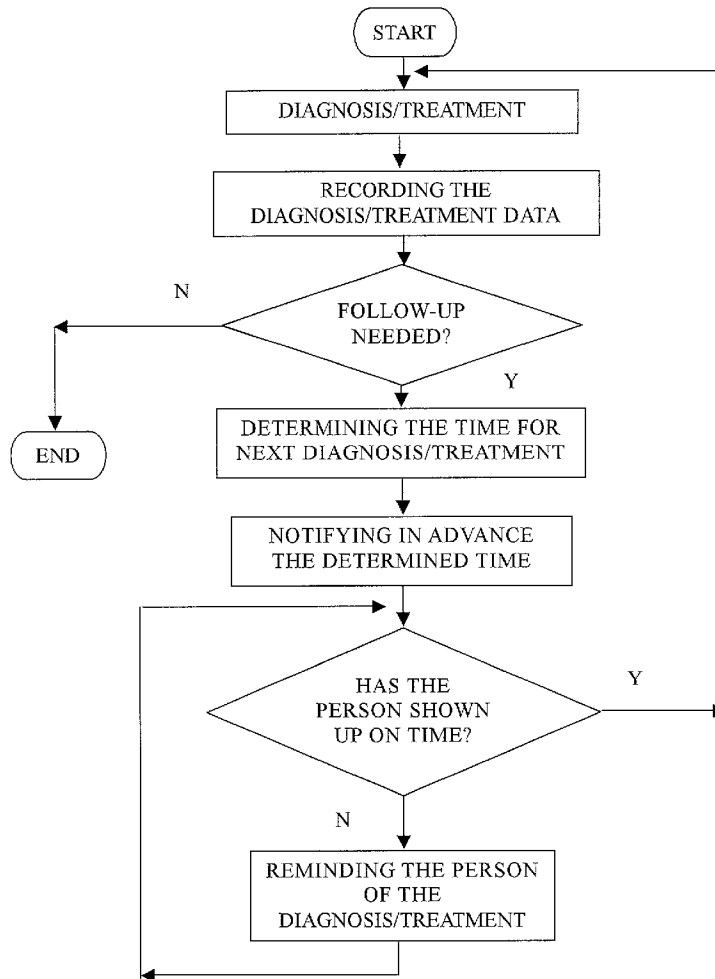 START
DIAGNOSIS/TREATMENT
RECORDING THE
DIAGNOSIS/TREATMENT DATA
N
FOLLOW-UP
NEEDED?
Y
END
DETERMINING THE TIME FOR
NEXT DIAGNOSIS/TREATMENT
NOTIFYING IN ADVANCE
THE DETERMINED TIME
HAS THE
PERSON SHOWN
UP ON TIME?
Y
N
REMINDING THE PERSON
OF THE
DIAGNOSIS/TREATMENT